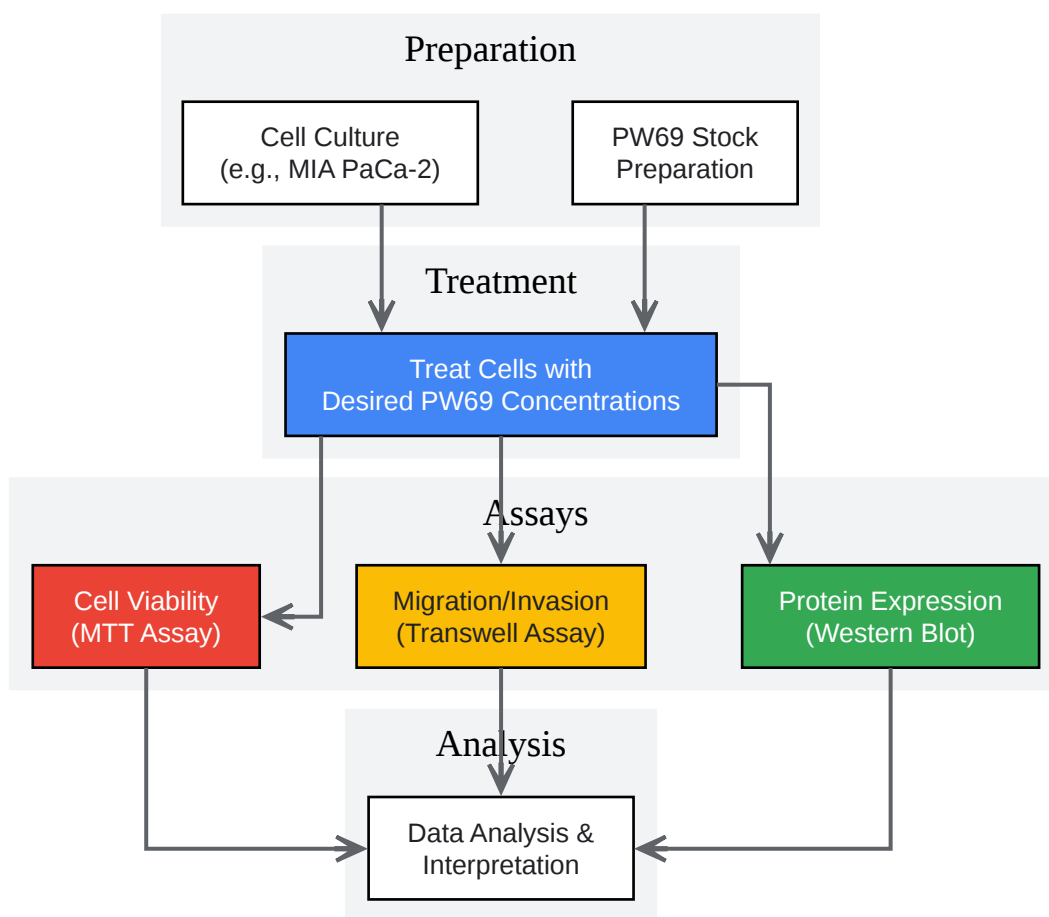 Preparation
Cell Culture
(e.g., MIA PaCa-2)
PW69 Stock
Preparation
Treatment
Treat Cells with
Desired PW69 Concentrations
Assays
Cell Viability
(MTT Assay)
Migration/Invasion
(Transwell Assay)
Protein Expression
(Western Blot)
Analysis
Data Analysis &
Interpretation